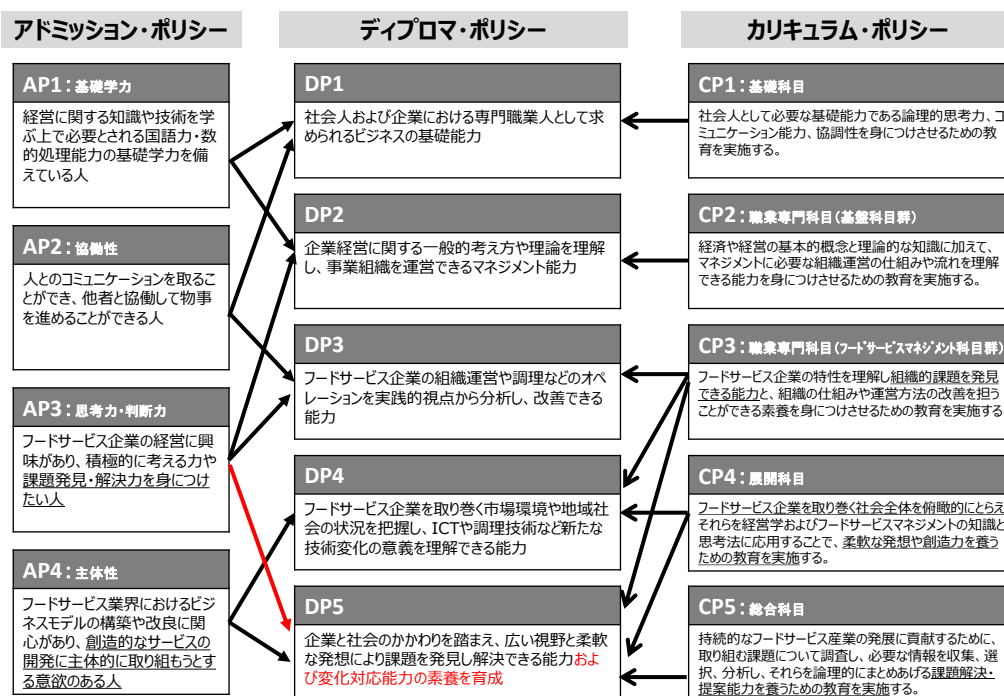 アドミッション・ポリシー
AP1：基礎学力
経営に関する知識や技術を学
ぶ上で必要とされる国語力・数
的処理能力の基礎学力を備
えている人
AP2：協働性
人とのコミュニケーションを取るこ
とができ、他者と協働して物事
を進めることができる人
AP3：思考力・判断力
フードサービス企業の経営に興
味があり、積極的に考える力や
課題発見・解決力を身につけ
たい人
AP4：主体性
フードサービス業界におけるビジ
ネスモデルの構築や改良に関
心があり、創造的なサービスの
開発に主体的に取り組もうとす
る意欲のある人
ディプロマ・ポリシー
DP1
社会人および企業における専門職業人として求
められるビジネスの基礎能力
DP2
企業経営に関する一般的考え方や理論を理解
し、事業組織を運営できるマネジメント能力
DP3
フードサービス企業の組織運営や調理などのオペ
レーションを実践的視点から分析し、改善できる
能力
DP4
フードサービス企業を取り巻く市場環境や地域社
会の状況を把握し、ICTや調理技術など新たな
技術変化の意義を理解できる能力
DP5
企業と社会のかかわりを踏まえ、広い視野と柔軟
な発想により課題を発見し解決できる能力およ
び変化対応能力の素養を育成
カリキュラム・ポリシー
CP1：基礎科目
社会人として必要な基礎能力である論理的思考力、コ
ミュニケーション能力、協調性を身につけさせるための教
育を実施する。
CP2：職業専門科目（基盤科目群）
経済や経営の基本的概念と理論的な知識に加えて、
マネジメントに必要な組織運営の仕組みや流れを理解
できる能力を身につけさせるための教育を実施する。
CP3：職業専門科目（フードサービスマネジメント科目群）
フードサービス企業の特性を理解し組織的課題を発見
できる能力と、組織の仕組みや運営方法の改善を担う
ことができる素養を身につけさせるための教育を実施する
CP4：展開科目
フードサービス企業を取り巻く社会全体を俯瞰的にとらえ
それらを経営学およびフードサービスマネジメントの知識と
思考法に応用することで、柔軟な発想や創造力を養う
ための教育を実施する。
CP5：総合科目
持続的なフードサービス産業の発展に貢献するために、
取り組む課題について調査し、必要な情報を収集、選
択、分析し、それらを論理的にまとめあげる課題解決・
提案能力を養うための教育を実施する。